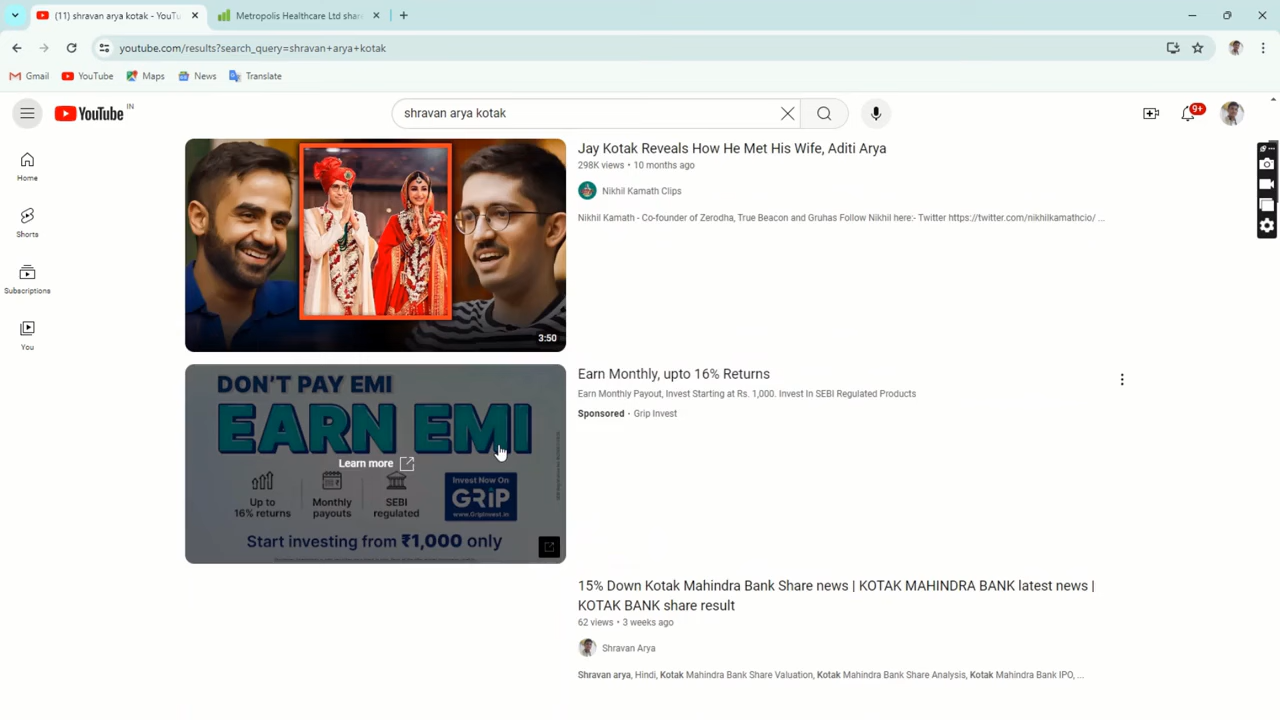 (11) shravan arya kotak - YouTu
Metropolis Healthcare Ltd shar
youtube.com/results?search_query=shravan+arya+kotak
Gmail
YouTube
Maps
News
Translate
YouTube IN
shravan arya kotak
9+
Home
Shorts
Subscriptions
You
3:50
Jay Kotak Reveals How He Met His Wife, Aditi Arya
298K views • 10 months ago
Nikhil Kamath Clips
Nikhil Kamath - Co-founder of Zerodha, True Beacon and Gruhas Follow Nikhil here:- Twitter https://twitter.com/nikhilkamathcio/ ...
DON'T PAY EMI
EARN EMI
Learn more
Up to
16% returns
Monthly
payouts
SEBI
regulated
Invest Now On
GRIP
www.GripInvest.in
Start investing from ₹1,000 only
Earn Monthly, upto 16% Returns
Earn Monthly Payout, Invest Starting at Rs. 1,000. Invest In SEBI Regulated Products
Sponsored • Grip Invest
15% Down Kotak Mahindra Bank Share news | KOTAK MAHINDRA BANK latest news |
KOTAK BANK share result
62 views • 3 weeks ago
Shravan Arya
Shravan arya, Hindi, Kotak Mahindra Bank Share Valuation, Kotak Mahindra Bank Share Analysis, Kotak Mahindra Bank IPO, ...